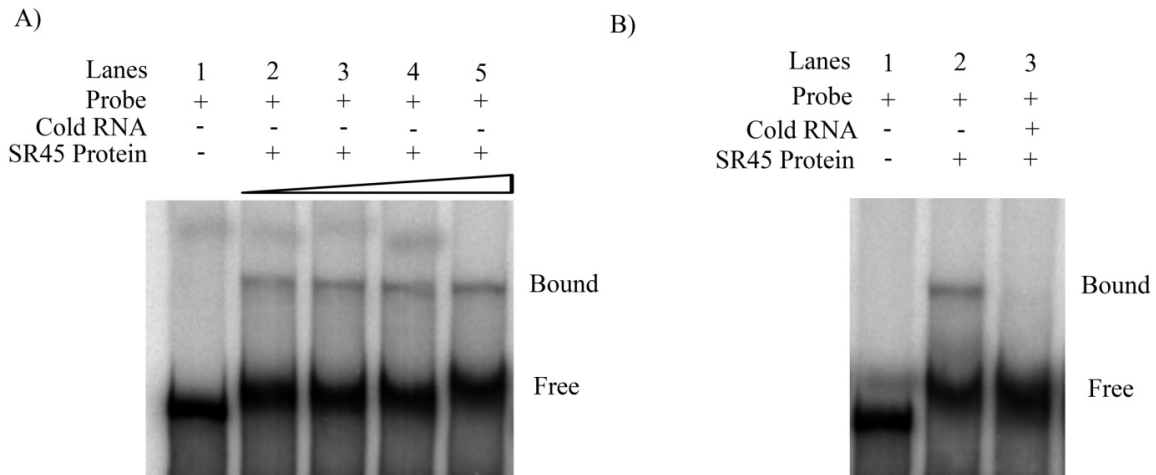 A)
Lanes 1 2 3 4 5
Probe + + + + +
Cold RNA - - - - -
SR45 Protein - + + + +
Bound
Free
B)
Lanes 1 2 3
Probe + + +
Cold RNA - - +
SR45 Protein - + +
Bound
Free